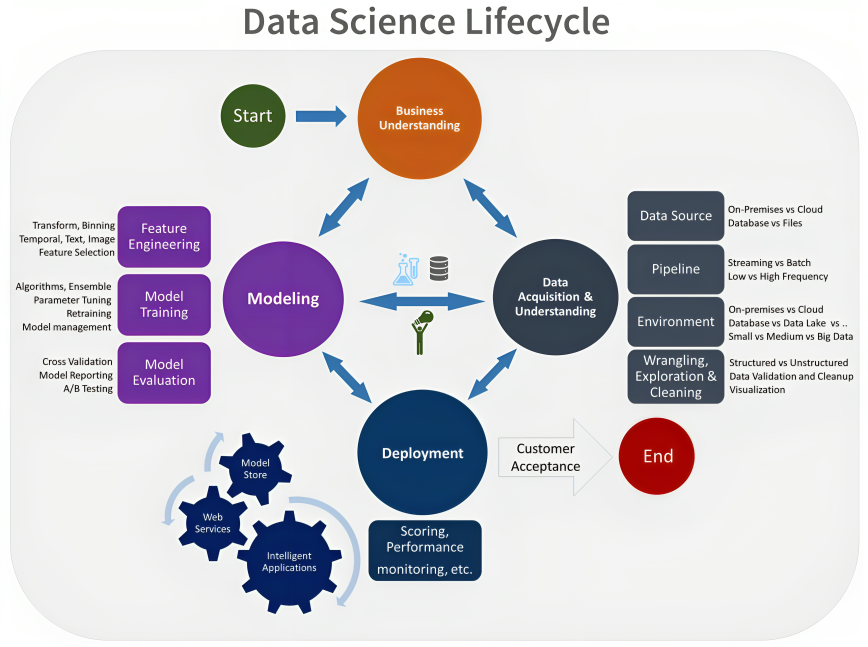 Data Science Lifecycle
Start
Business
Understanding
Transform, Binning
Temporal, Text, Image
Feature Selection
Feature
Engineering
Algorithms, Ensemble
Parameter Tuning
Retraining
Model management
Model
Training
Cross Validation
Model Reporting
A/B Testing
Model
Evaluation
Modeling
Data
Acquisition &
Understanding
Data Source
On-Premises vs Cloud
Database vs Files
Pipeline
Streaming vs Batch
Low vs High Frequency
Environment
On-premises vs Cloud
Database vs Data Lake vs ..
Small vs Medium vs Big Data
Wrangling,
Exploration &
Cleaning
Structured vs Unstructured
Data Validation and Cleanup
Visualization
Deployment
Customer
Acceptance
End
Scoring,
Performance
monitoring, etc.
Model
Store
Web
Services
Intelligent
Applications